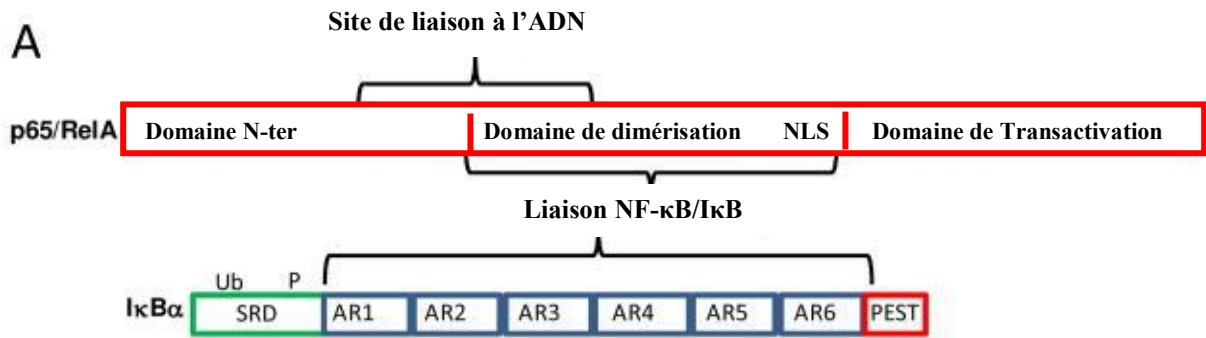 A
Site de liaison à l’ADN
p65/RelA Domaine N-ter Domaine de dimérisation NLS Domaine de Transactivation
Liaison NF-κB/IκB
Ub P
IκBα SRD AR1 AR2 AR3 AR4 AR5 AR6 PEST